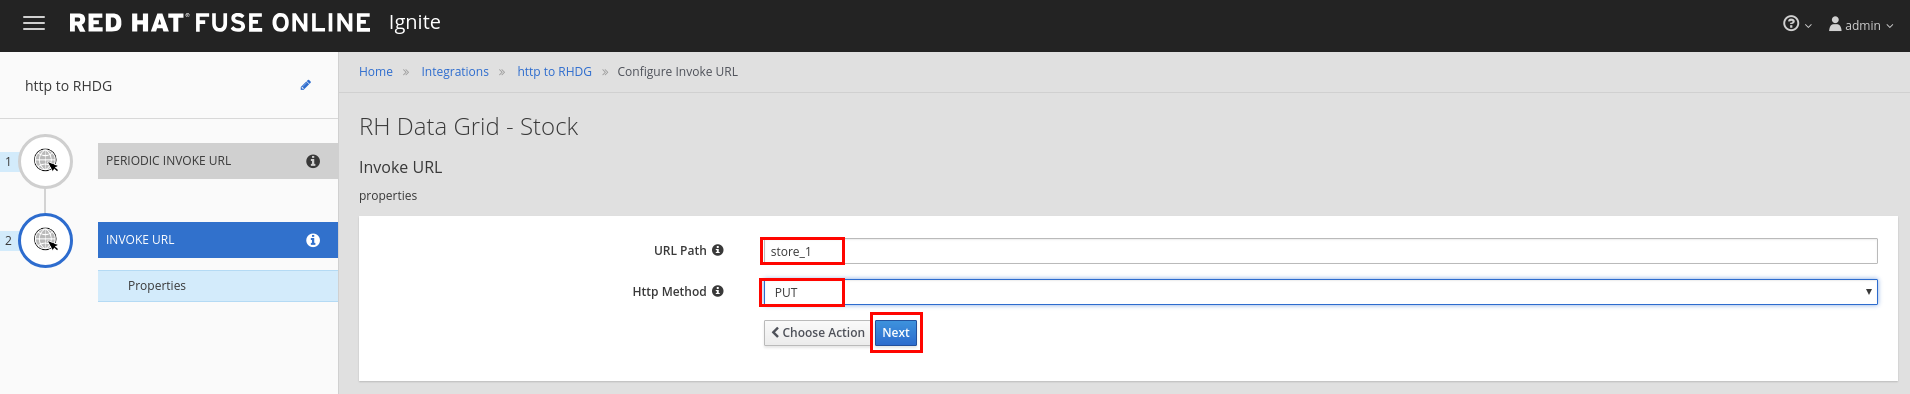 RED HAT® FUSE ONLINE Ignite
admin
http to RHDG
Home » Integrations » http to RHDG » Configure Invoke URL
RH Data Grid - Stock
1 PERIODIC INVOKE URL
Invoke URL
properties
2 INVOKE URL
Properties
URL Path store_1
Http Method PUT
Choose Action Next